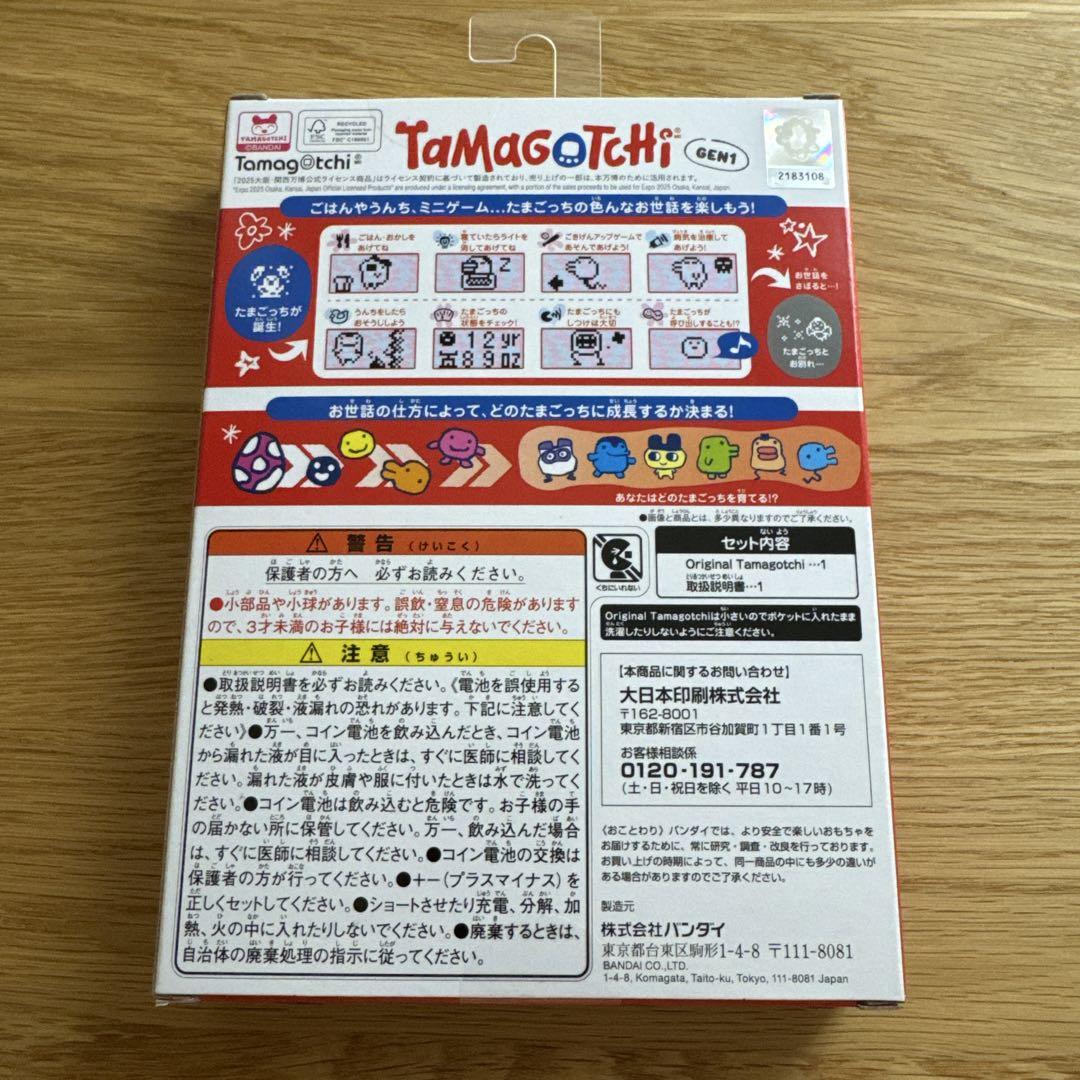 TAMAGOTCHI
©BANDAI
FSC
RECYCLED
Packaging made from recycled material
Tamagotchi
TAMAGOTCHI
GEN1
2183108
「2025大阪・関西万博公式ライセンス商品」はライセンス契約に基づいて製造されており、売り上げの一部は、本万博のために活用されます。
"Expo 2025 Osaka, Kansai, Japan Official Licensed Products" are produced under a licensing agreement, with a portion of the sales proceeds to be used for Expo 2025 Osaka, Kansai, Japan.
ごはんやうんち、ミニゲーム...たまごっちの色んなお世話を楽しもう!
たまごっちが
誕生!
ごはん・おかしを
あげてね
寝ていたらライトを
消してあげてね
ごきげんアップゲームで
あそんであげよう!
病気を治療して
あげよう!
お世話を
さぼると…!
うんちをしたら
おそうじしよう
たまごっちの
状態をチェック!
12yr
89oz
たまごっちにも
しつけは大切
たまごっちが
呼び出しすることも!?
たまごっちと
お別れ…
お世話の仕方によって、どのたまごっちに成長するか決まる!
あなたはどのたまごっちを育てる!?
●画像と商品とは、多少異なりますのでご了承ください。
警告(けいこく)
保護者の方へ 必ずお読みください。
●小部品や小球があります。誤飲・窒息の危険があります
ので、3才未満のお子様には絶対に与えないでください。
注意(ちゅうい)
●取扱説明書を必ずお読みください。《電池を誤使用する
と発熱・破裂・液漏れの恐れがあります。下記に注意してくだ
さい》●万一、コイン電池を飲み込んだとき、コイン電池
から漏れた液が目に入ったときは、すぐに医師に相談してく
ださい。漏れた液が皮膚や服に付いたときは水で洗ってくだ
さい。●コイン電池は飲み込むと危険です。お子様の手
の届かない所に保管してください。万一、飲み込んだ場合
は、すぐに医師に相談してください。●コイン電池の交換は
保護者の方が行ってください。●+−(プラスマイナス)を
正しくセットしてください。●ショートさせたり充電、分解、加
熱、火の中に入れたりしないでください。●廃棄するときは、
自治体の廃棄処理の指示に従ってください。
くちにいれない
セット内容
Original Tamagotchi…1
取扱説明書…1
Original Tamagotchiは小さいのでポケットに入れたまま
洗濯したりしないようにご注意ください。
【本商品に関するお問い合わせ】
大日本印刷株式会社
〒162-8001
東京都新宿区市谷加賀町1丁目1番1号
お客様相談係
0120-191-787
(土・日・祝日を除く 平日10〜17時)
《おことわり》バンダイでは、より安全で楽しいおもちゃを
お届けするために、常に研究・調査・改良を行っております。
お買い上げの時期によって、同一商品の中にも多少の違いが
ある場合がありますのでご了承ください。
製造元
株式会社バンダイ
東京都台東区駒形1-4-8 〒111-8081
BANDAI CO.,LTD.
1-4-8, Komagata, Taito-ku, Tokyo, 111-8081 Japan